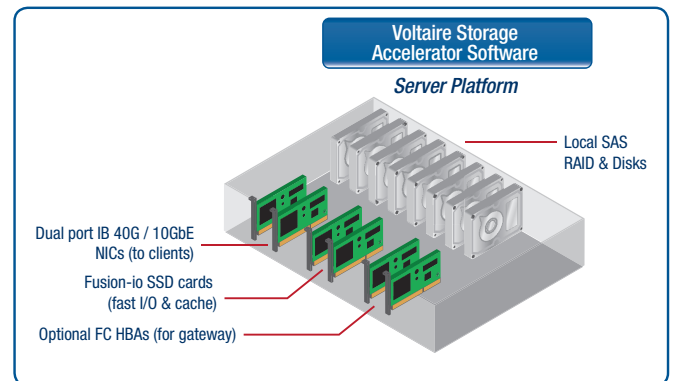 Voltaire Storage
Accelerator Software
Server Platform
Local SAS
RAID & Disks
Dual port IB 40G / 10GbE
NICs (to clients)
Fusion-io SSD cards
(fast I/O & cache)
Optional FC HBAs (for gateway)